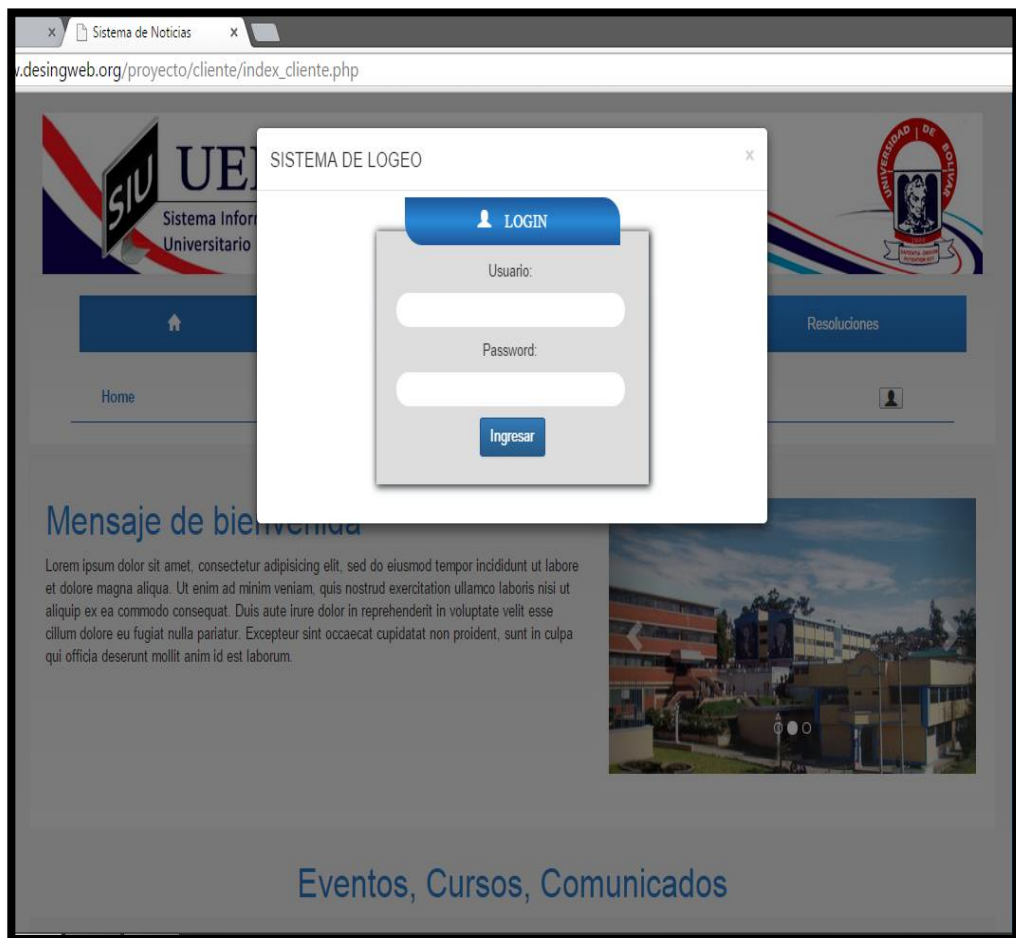 Sistema de Noticias
v.desingweb.org/proyecto/cliente/index_cliente.php
SIU
Sistema Infor
Universitario
UNIVERSIDAD DE BOLIVAR
SISTEMA DE LOGEO
x
LOGIN
Usuario:
Password:
Ingresar
Resoluciones
Home
Mensaje de bienvenida
Lorem ipsum dolor sit amet, consectetur adipisicing elit, sed do eiusmod tempor incididunt ut labore
et dolore magna aliqua. Ut enim ad minim veniam, quis nostrud exercitation ullamco laboris nisi ut
aliquip ex ea commodo consequat. Duis aute irure dolor in reprehenderit in voluptate velit esse
cillum dolore eu fugiat nulla pariatur. Excepteur sint occaecat cupidatat non proident, sunt in culpa
qui officia deserunt mollit anim id est laborum.
Eventos, Cursos, Comunicados